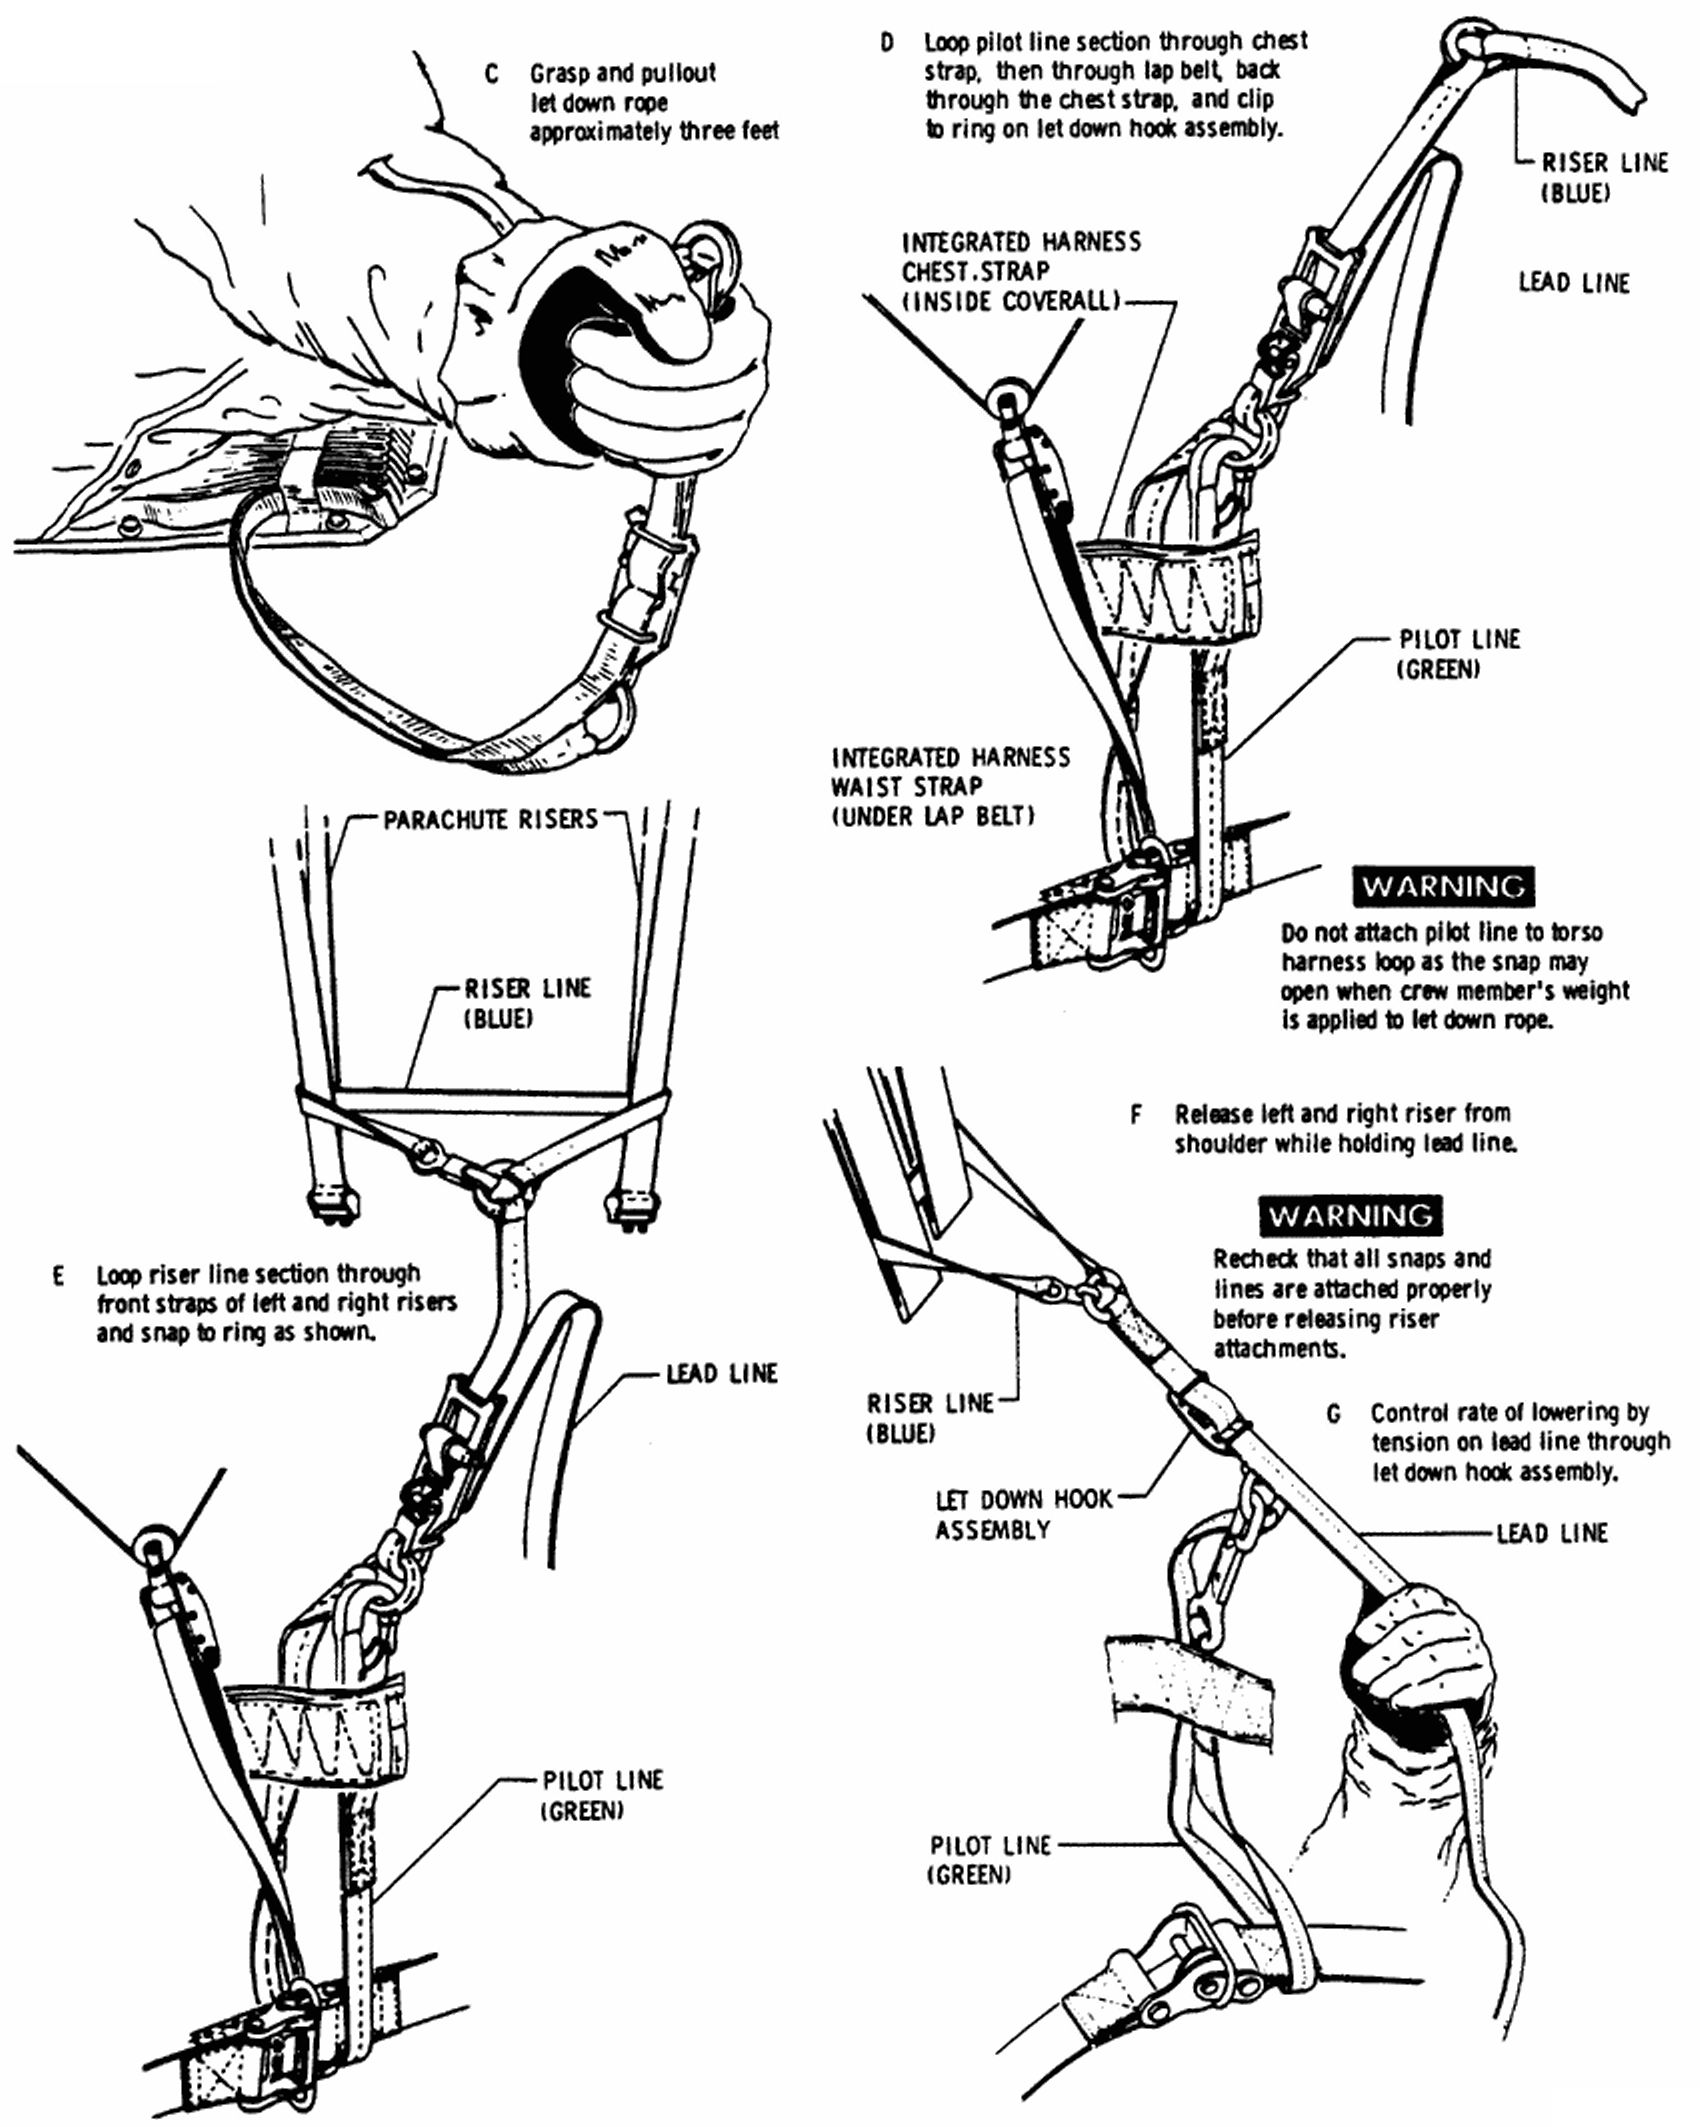 C Grasp and pullout
let down rope
approximately three feet
D Loop pilot line section through chest
strap, then through lap belt, back
through the chest strap, and clip
to ring on let down hook assembly.
RISER LINE
(BLUE)
INTEGRATED HARNESS
CHEST.STRAP
(INSIDE COVERALL)
LEAD LINE
PILOT LINE
(GREEN)
INTEGRATED HARNESS
WAIST STRAP
(UNDER LAP BELT)
WARNING
Do not attach pilot line to torso
harness loop as the snap may
open when crew member's weight
is applied to let down rope.
PARACHUTE RISERS
RISER LINE
(BLUE)
E Loop riser line section through
front straps of left and right risers
and snap to ring as shown.
LEAD LINE
PILOT LINE
(GREEN)
F Release left and right riser from
shoulder while holding lead line.
WARNING
Recheck that all snaps and
lines are attached properly
before releasing riser
attachments.
RISER LINE
(BLUE)
G Control rate of lowering by
tension on lead line through
let down hook assembly.
LET DOWN HOOK
ASSEMBLY
LEAD LINE
PILOT LINE
(GREEN)